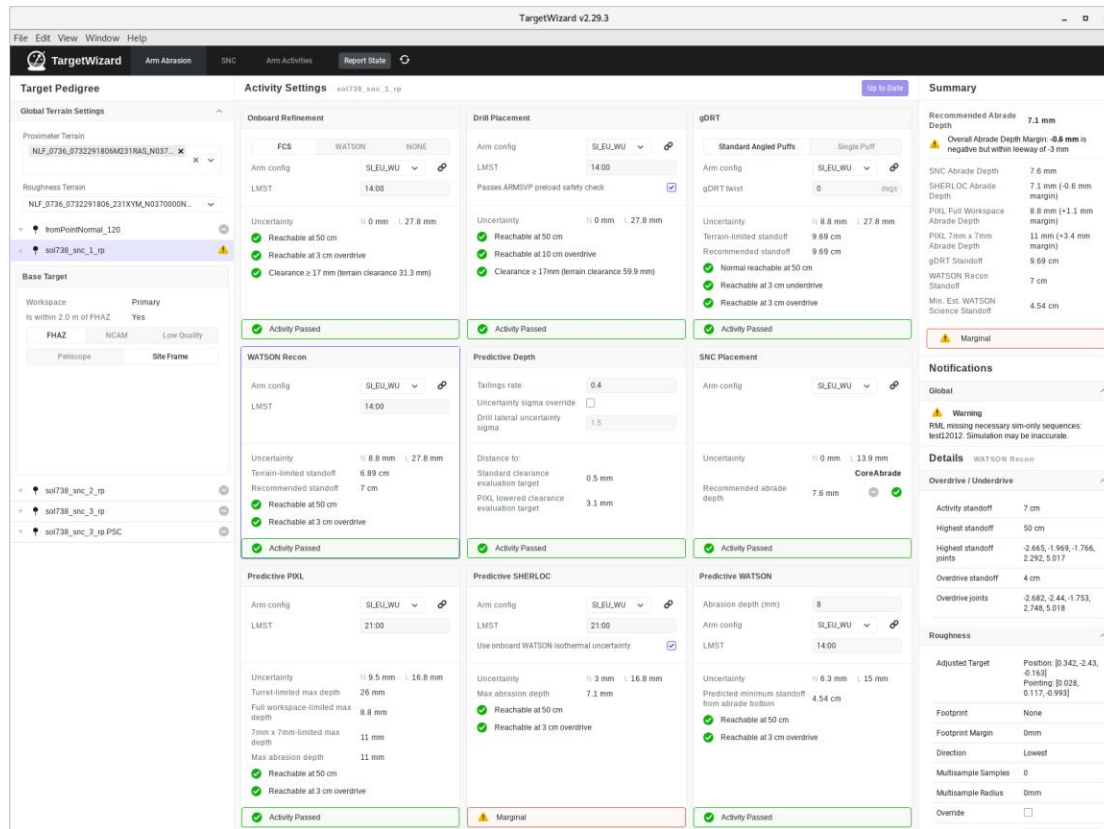 TargetWizard v2.29.3
File Edit View Window Help
TargetWizard Arm Abrasion SNC Arm Activities Report State
Target Pedigree
Global Terrain Settings
Proximeter Terrain
NLF_0736_0732291806M231RAS_N037...
Roughness Terrain
NLF_0736_0732291806_231XYM_N0370000N...
fromPointNormal_120
sol738_snc_1_rp
Base Target
Workspace Primary
Is within 2.0 m of FHAZ Yes
FHAZ NCAM Low Quality
Periscope Site Frame
sol738_snc_2_rp
sol738_snc_3_rp
sol738_snc_3_rp.PSC
Activity Settings sol738_snc_1_rp Up to Date
Onboard Refinement
FCS WATSON NONE
Arm config SI_EU_WU
LMST 14:00
Uncertainty N 0 mm L 27.8 mm
Reachable at 50 cm
Reachable at 3 cm overdrive
Clearance ≥ 17 mm (terrain clearance 31.3 mm)
Activity Passed
Drill Placement
Arm config SI_EU_WU
LMST 14:00
Passes ARMSVP preload safety check
Uncertainty N 0 mm L 27.8 mm
Reachable at 50 cm
Reachable at 10 cm overdrive
Clearance ≥ 17mm (terrain clearance 59.9 mm)
Activity Passed
gDRT
Standard Angled Puffs Single Puff
Arm config SI_EU_WU
gDRT twist 0 degs
Uncertainty N 8.8 mm L 27.8 mm
Terrain-limited standoff 9.69 cm
Recommended standoff 9.69 cm
Normal reachable at 50 cm
Reachable at 3 cm underdrive
Reachable at 3 cm overdrive
Activity Passed
WATSON Recon
Arm config SI_EU_WU
LMST 14:00
Uncertainty N 8.8 mm L 27.8 mm
Terrain-limited standoff 6.89 cm
Recommended standoff 7 cm
Reachable at 50 cm
Reachable at 3 cm overdrive
Activity Passed
Predictive Depth
Tailings rate 0.4
Uncertainty sigma override
Drill lateral uncertainty
sigma 1.5
Distance to:
Standard clearance
evaluation target 0.5 mm
PIXL lowered clearance
evaluation target 3.1 mm
Activity Passed
SNC Placement
Arm config SI_EU_WU
Uncertainty N 0 mm L 13.9 mm
CoreAbrade
Recommended abrade
depth 7.6 mm
Activity Passed
Predictive PIXL
Arm config SI_EU_WU
LMST 21:00
Uncertainty N 9.5 mm L 16.8 mm
Turret-limited max depth 26 mm
Full workspace-limited max
depth 8.8 mm
7mm x 7mm-limited max
depth 11 mm
Max abrasion depth 11 mm
Reachable at 50 cm
Reachable at 3 cm overdrive
Activity Passed
Predictive SHERLOC
Arm config SI_EU_WU
LMST 21:00
Use onboard WATSON isothermal uncertainty
Uncertainty N 3 mm L 16.8 mm
Max abrasion depth 7.1 mm
Reachable at 50 cm
Reachable at 3 cm overdrive
Marginal
Predictive WATSON
Abrasion depth (mm) 8
Arm config SI_EU_WU
LMST 14:00
Uncertainty N 6.3 mm L 15 mm
Predicted minimum standoff
from abrade bottom 4.54 cm
Reachable at 50 cm
Reachable at 3 cm overdrive
Activity Passed
Summary
Recommended Abrade
Depth 7.1 mm
Overall Abrade Depth Margin: -0.6 mm is
negative but within leeway of -3 mm
SNC Abrade Depth 7.6 mm
SHERLOC Abrade 7.1 mm (-0.6 mm
Depth margin)
PIXL Full Workspace 8.8 mm (+1.1 mm
Abrade Depth margin)
PIXL 7mm x 7mm 11 mm (+3.4 mm
Abrade Depth margin)
gDRT Standoff 9.69 cm
WATSON Recon
Standoff 7 cm
Min. Est. WATSON
Science Standoff 4.54 cm
Marginal
Notifications
Global
Warning
RML missing necessary sim-only sequences:
test12012. Simulation may be inaccurate.
Details WATSON Recon
Overdrive / Underdrive
Activity standoff 7 cm
Highest standoff 50 cm
Highest standoff -2.665, -1.969, -1.766,
joints 2.292, 5.017
Overdrive standoff 4 cm
Overdrive joints -2.682, -2.44, -1.753,
2.748, 5.018
Roughness
Adjusted Target Position: [0.342, -2.43,
-0.163]
Pointing: [0.028,
0.117, -0.993]
Footprint None
Footprint Margin 0mm
Direction Lowest
Multisample Samples 0
Multisample Radius 0mm
Override